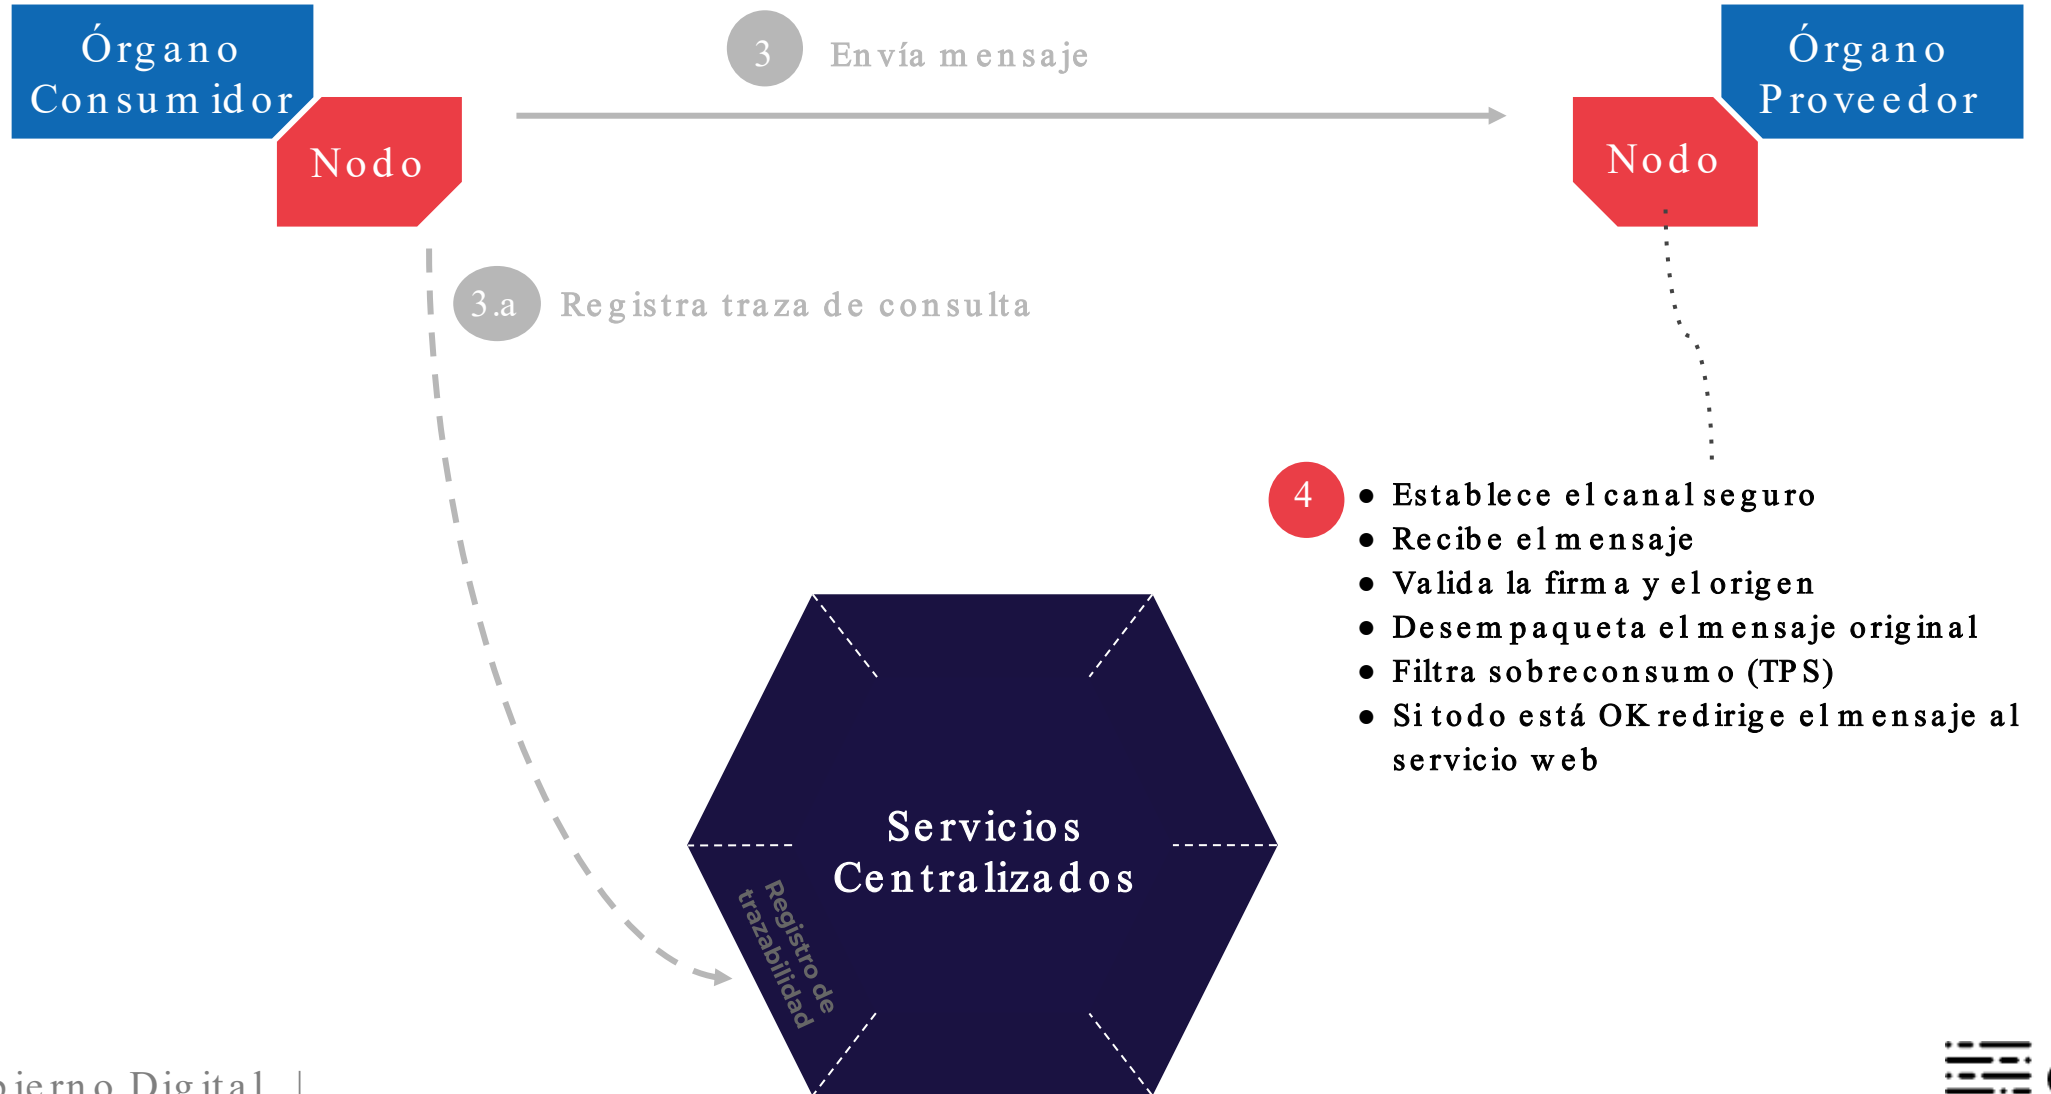 Órgano
Consumidor
Nodo
3 Envía mensaje
Órgano
Proveedor
Nodo
3.a Registra traza de consulta
4
● Establece el canal seguro
● Recibe el mensaje
● Valida la firma y el origen
● Desempaqueta el mensaje original
● Filtra sobreconsumo (TPS)
● Si todo está OK redirige el mensaje al
servicio web
Servicios
Centralizados
Registro de
trazabilidad
Digital |